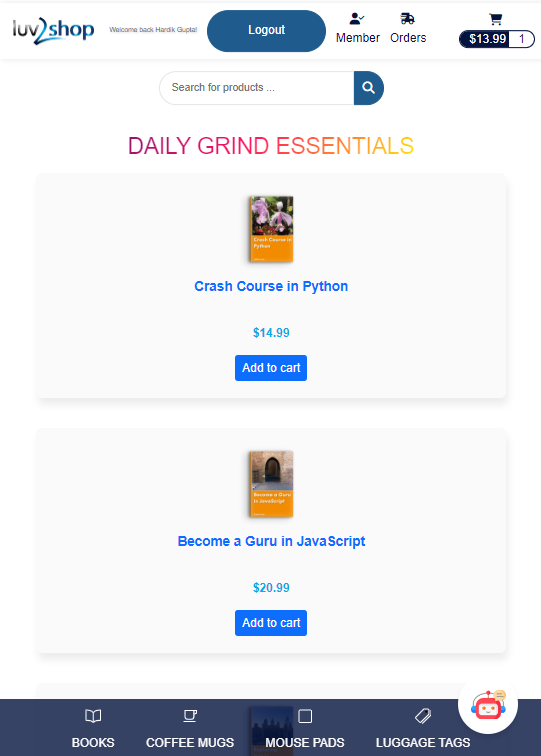 luv2shop
Welcome back Hardik Gupta!
Logout
Member
Orders
$13.99 1
Search for products ...
DAILY GRIND ESSENTIALS
Crash Course in
Python
Crash Course in Python
$14.99
Add to cart
Become a Guru
in JavaScript
Become a Guru in JavaScript
$20.99
Add to cart
BOOKS
COFFEE MUGS
MOUSE PADS
LUGGAGE TAGS